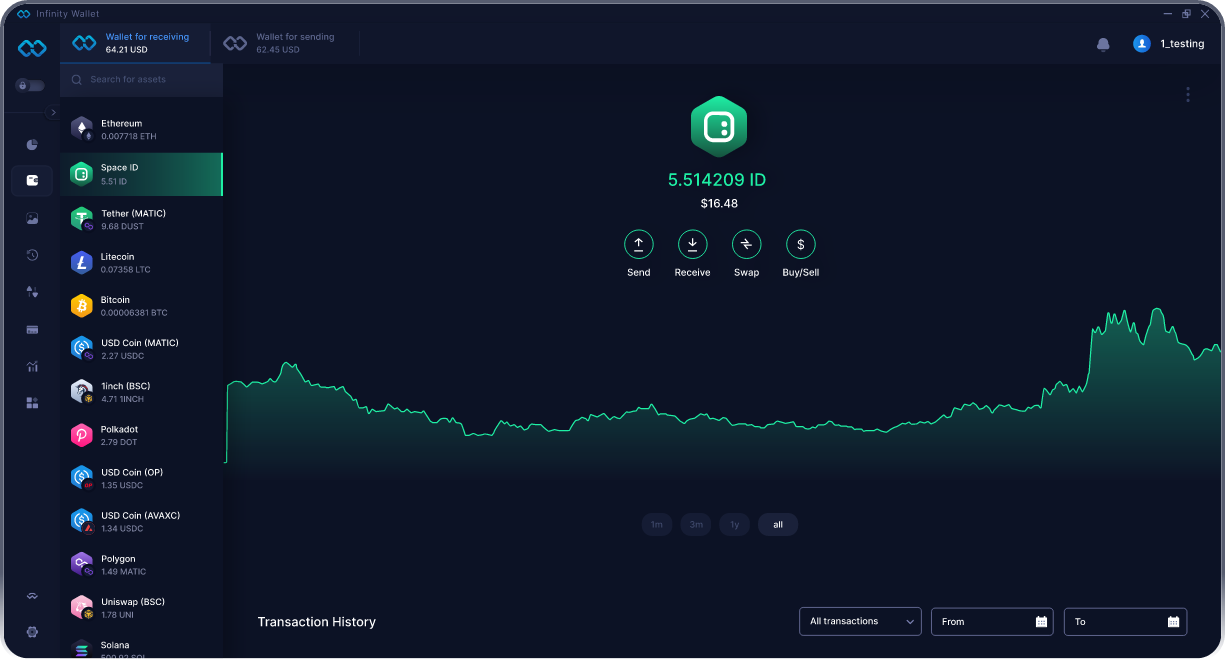 Infinity Wallet
Wallet for receiving
64.21 USD
Wallet for sending
62.45 USD
1_testing
Search for assets
Ethereum
0.007718 ETH
Space ID
5.51 ID
Tether (MATIC)
9.68 DUST
Litecoin
0.07358 LTC
Bitcoin
0.00006381 BTC
USD Coin (MATIC)
2.27 USDC
1inch (BSC)
4.71 1INCH
Polkadot
2.79 DOT
USD Coin (OP)
1.35 USDC
USD Coin (AVAXC)
1.34 USDC
Polygon
1.49 MATIC
Uniswap (BSC)
1.78 UNI
Solana
5.514209 ID
$16.48
Send
Receive
Swap
Buy/Sell
1m
3m
1y
all
Transaction History
All transactions
From
To